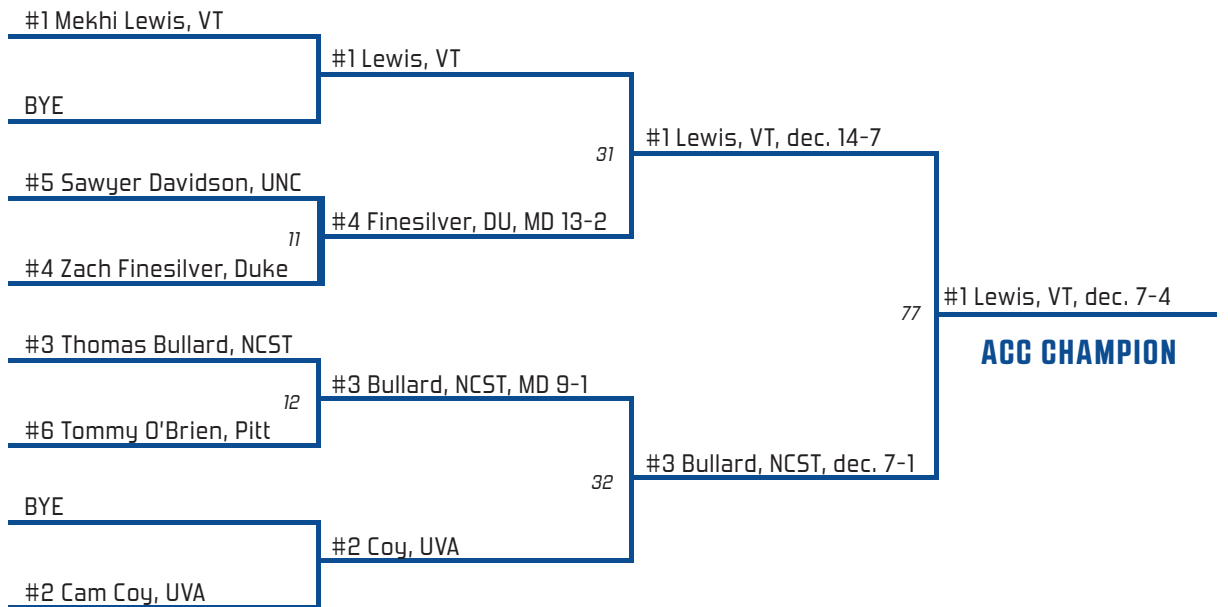 #1 Mekhi Lewis, VT
#1 Lewis, VT
BYE
#1 Lewis, VT, dec. 14-7
31
#5 Sawyer Davidson, UNC
#4 Finesilver, DU, MD 13-2
11
#4 Zach Finesilver, Duke
#1 Lewis, VT, dec. 7-4
77
ACC CHAMPION
#3 Thomas Bullard, NCST
#3 Bullard, NCST, MD 9-1
12
#6 Tommy O'Brien, Pitt
#3 Bullard, NCST, dec. 7-1
32
BYE
#2 Coy, UVA
#2 Cam Coy, UVA